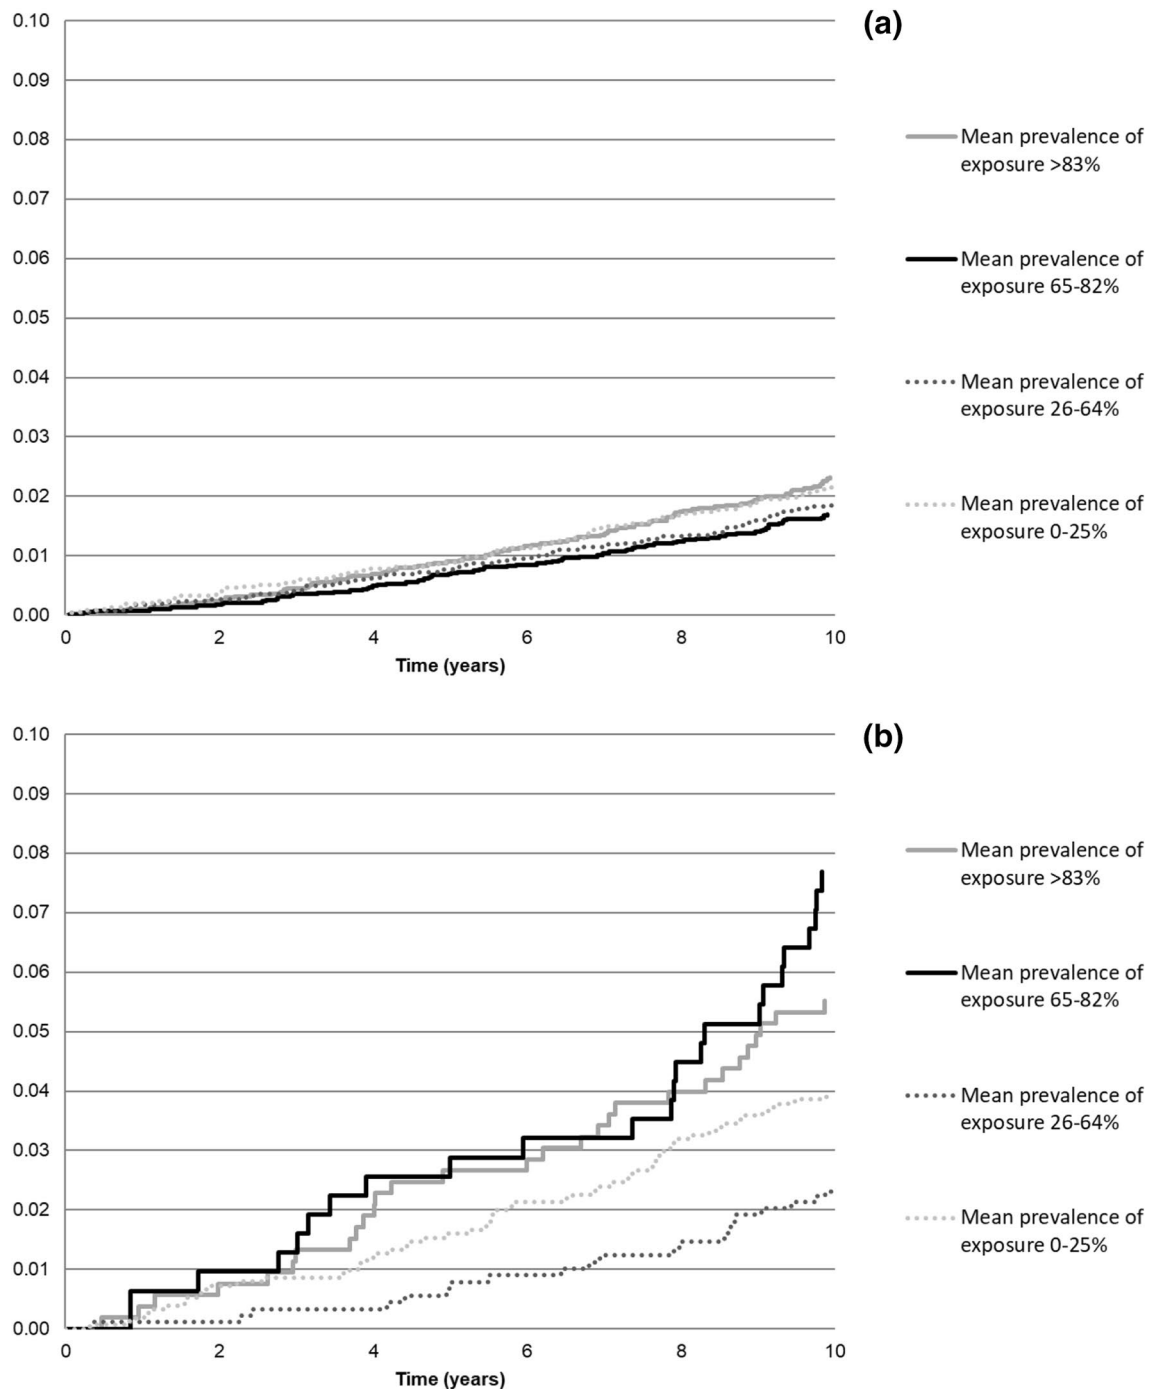 0.10
0.09
0.08
0.07
0.06
0.05
0.04
0.03
0.02
0.01
0.00
0 2 4 6 8 10
Time (years)
(a)
Mean prevalence of
exposure >83%
Mean prevalence of
exposure 65-82%
Mean prevalence of
exposure 26-64%
Mean prevalence of
exposure 0-25%
0.10
0.09
0.08
0.07
0.06
0.05
0.04
0.03
0.02
0.01
0.00
0 2 4 6 8 10
Time (years)
(b)
Mean prevalence of
exposure >83%
Mean prevalence of
exposure 65-82%
Mean prevalence of
exposure 26-64%
Mean prevalence of
exposure 0-25%